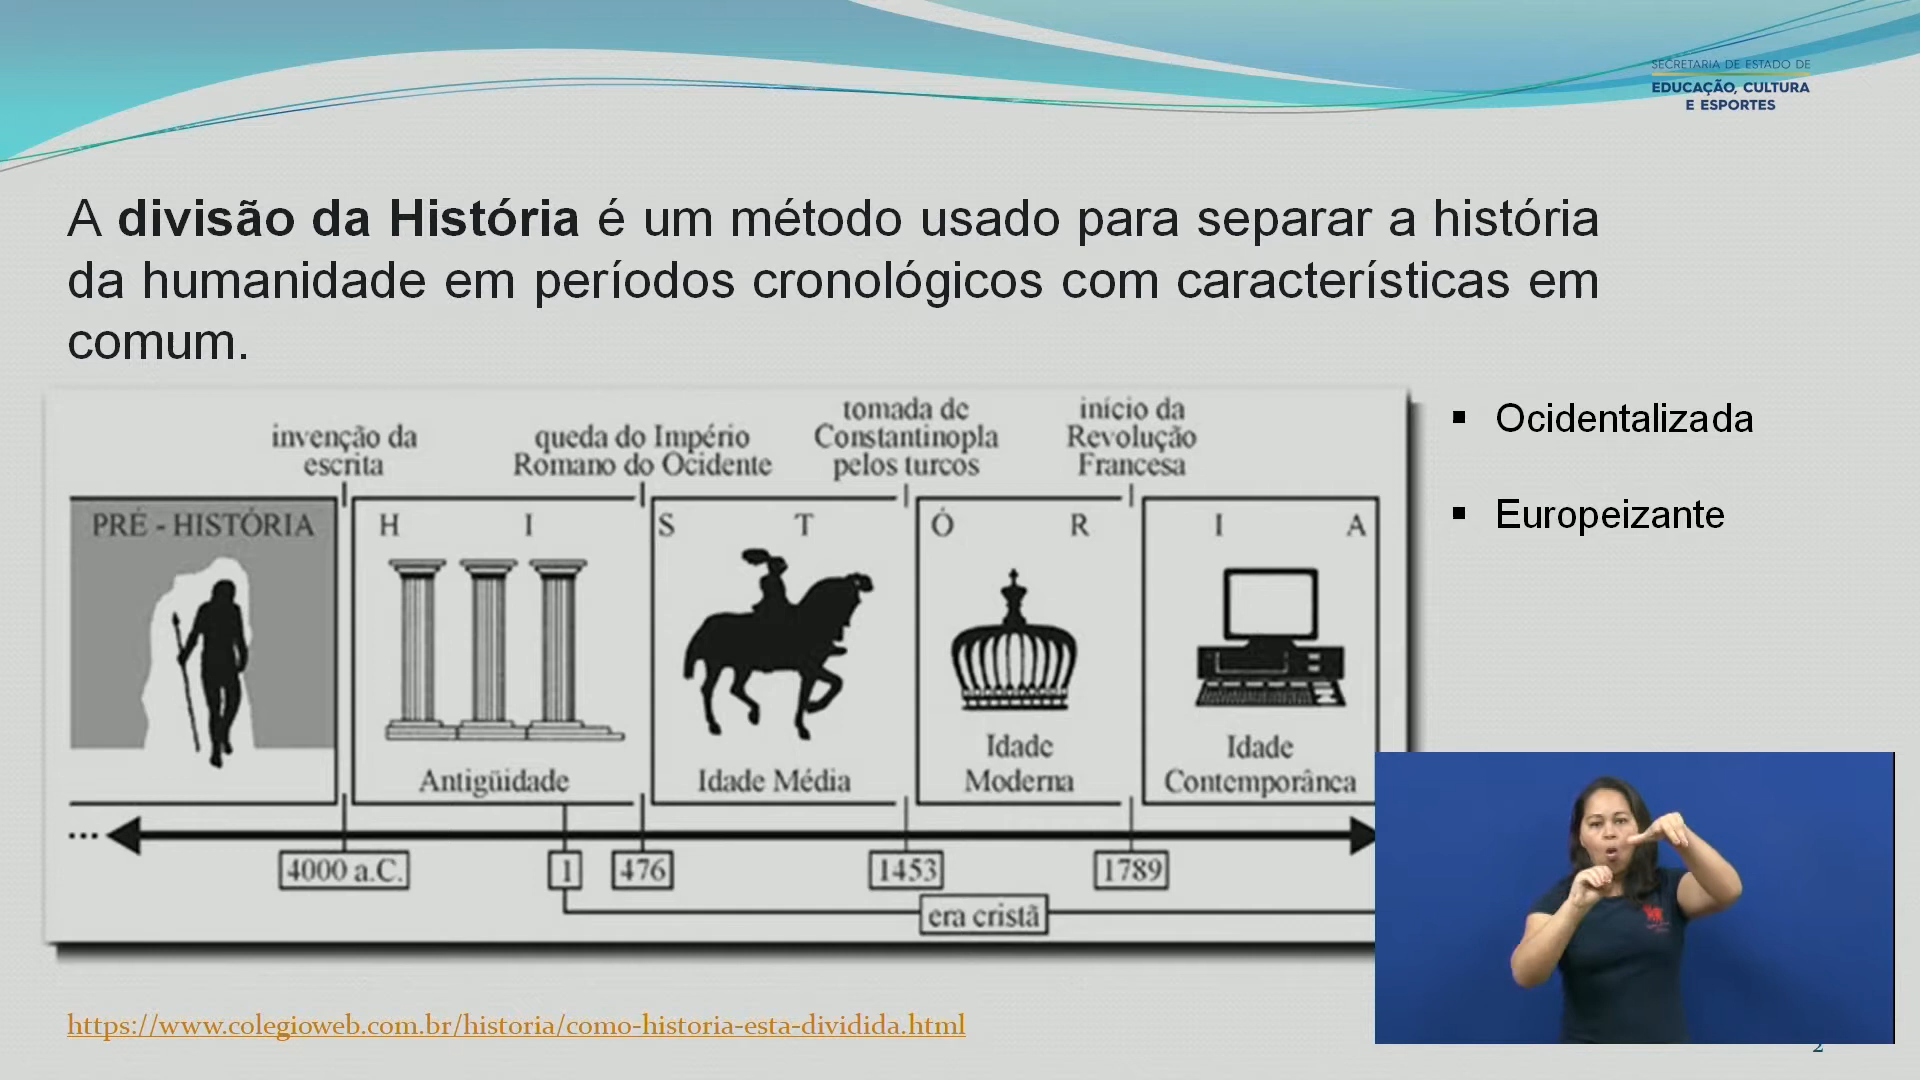 SECRETARIA DE ESTADO DE
EDUCAÇÃO, CULTURA
E ESPORTES
A divisão da História é um método usado para separar a história
da humanidade em períodos cronológicos com características em
comum.
invenção da
escrita
queda do Império
Romano do Ocidente
tomada de
Constantinopla
pelos turcos
início da
Revolução
Francesa
PRÉ - HISTÓRIA
H I S T Ó R I A
Antigüidade
Idade Média
Idade
Moderna
Idade
Contemporânea
...
4000 a.C.
1
476
1453
1789
era cristã
▪ Ocidentalizada
▪ Europeizante
https://www.colegioweb.com.br/historia/como-historia-esta-dividida.html
2